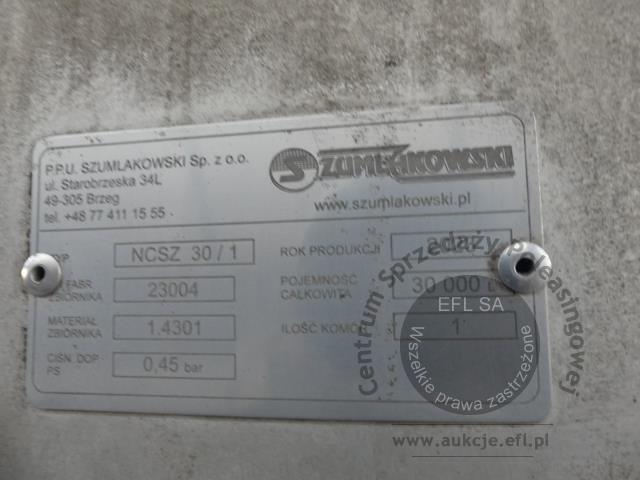 P.P.U. SZUMLAKOWSKI Sp. z o.o.
ul. Starobrzeska 34L
49-305 Brzeg
tel. +48 77 411 15 55
SZUMLAKOWSKI
www.szumlakowski.pl
NCSZ 30/1
ROK PRODUKCJI
FABR.
ZBIORNIKA
23004
POJEMNOŚĆ
CAŁKOWITA
30 000
MATERIAŁ
ZBIORNIKA
1.4301
ILOŚĆ KOMÓR
1
CIŚN. DOP.
PS
0,45 bar
Centrum Sprzedaży Poleasingowej
EFL SA
Wszelkie prawa zastrzeżone
www.aukcje.efl.pl